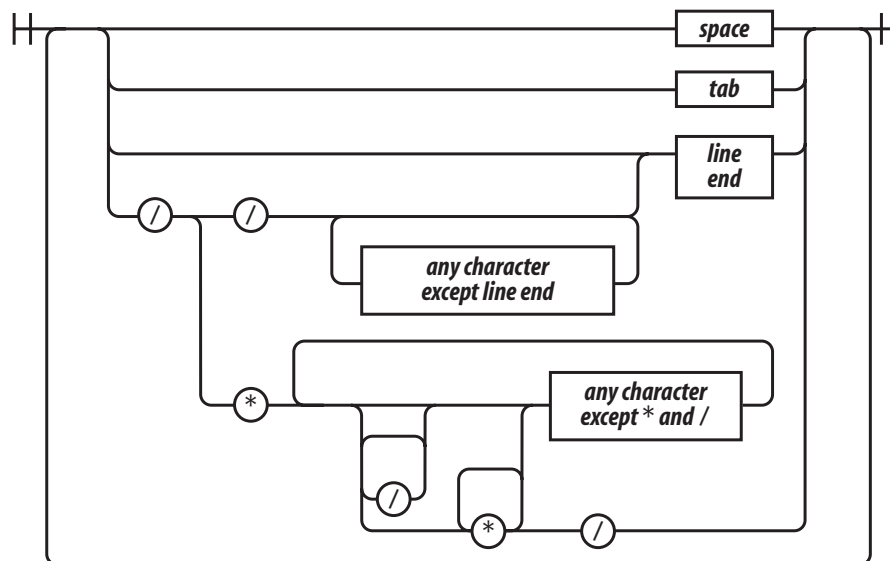 space
tab
line
end
/ /
any character
except line end
*
any character
except * and /
/
* /